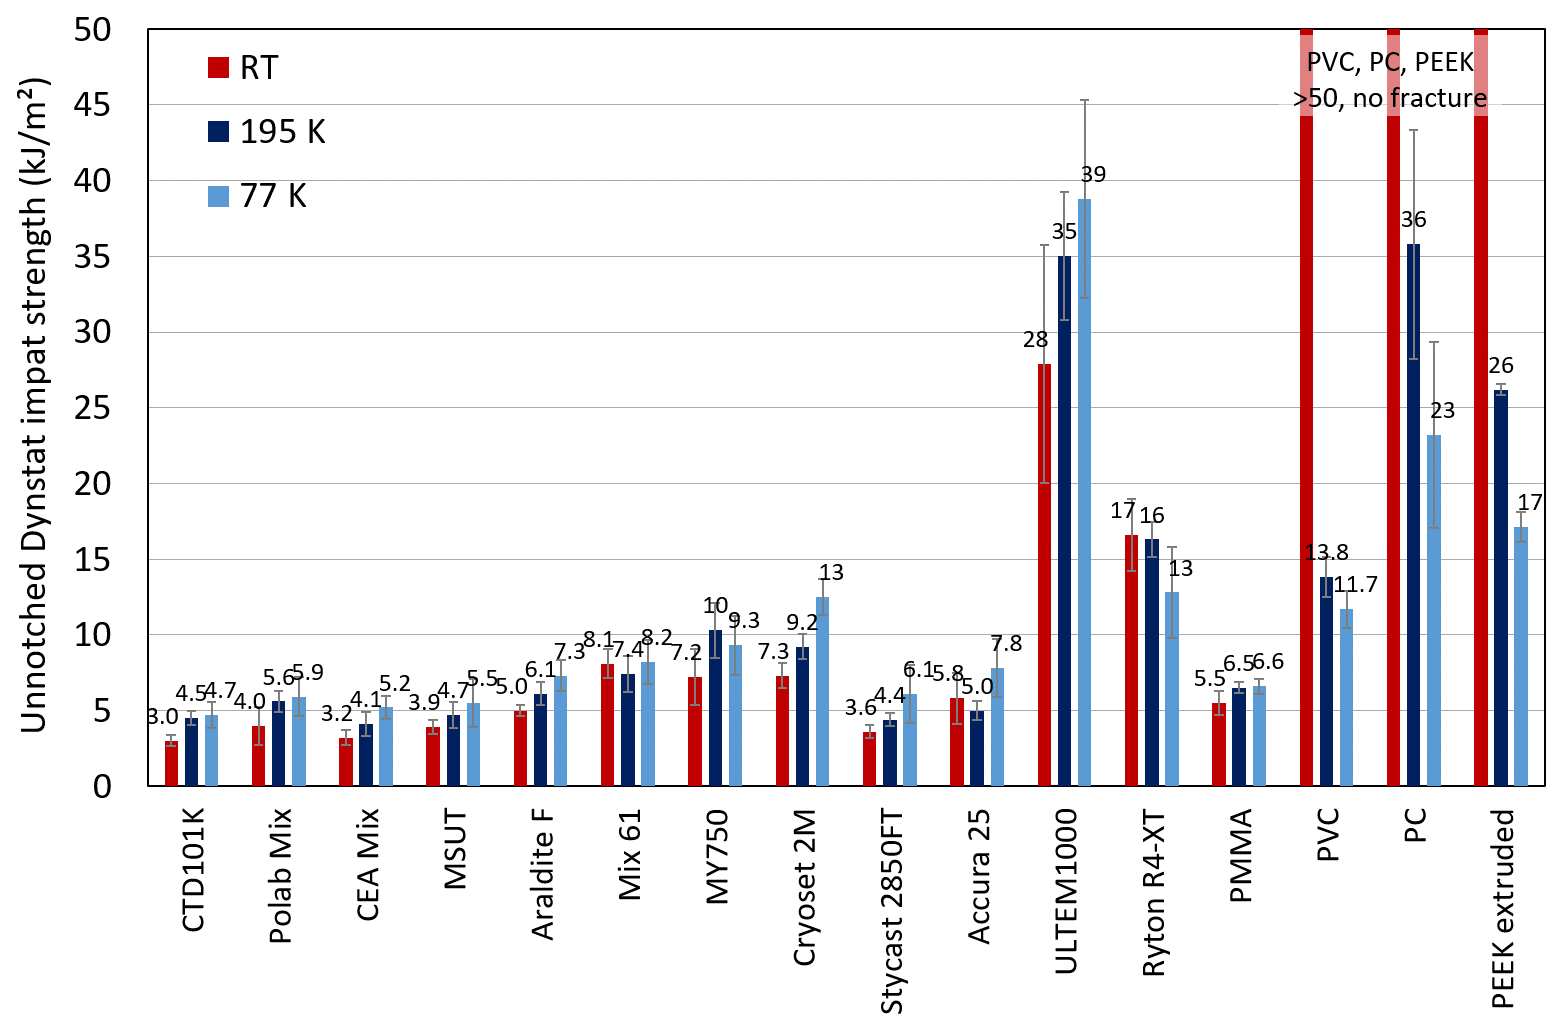 50
45
40
35
30
25
20
15
10
5
0
Unnotched Dynstat impat strength (kJ/m²)
RT
195 K
77 K
PVC, PC, PEEK
>50, no fracture
3.0
4.5
4.7
4.0
5.6
5.9
3.2
4.1
5.2
3.9
4.7
5.5
5.0
6.1
7.3
8.1
7.4
8.2
7.2
10
9.3
7.3
9.2
13
3.6
4.4
6.1
5.8
5.0
7.8
28
35
39
17
16
13
5.5
6.5
6.6
13.8
11.7
36
23
26
17
CTD101K
Polab Mix
CEA Mix
MSUT
Araldite F
Mix 61
MY750
Cryoset 2M
Stycast 2850FT
Accura 25
ULTEM1000
Ryton R4-XT
PMMA
PVC
PC
PEEK extruded